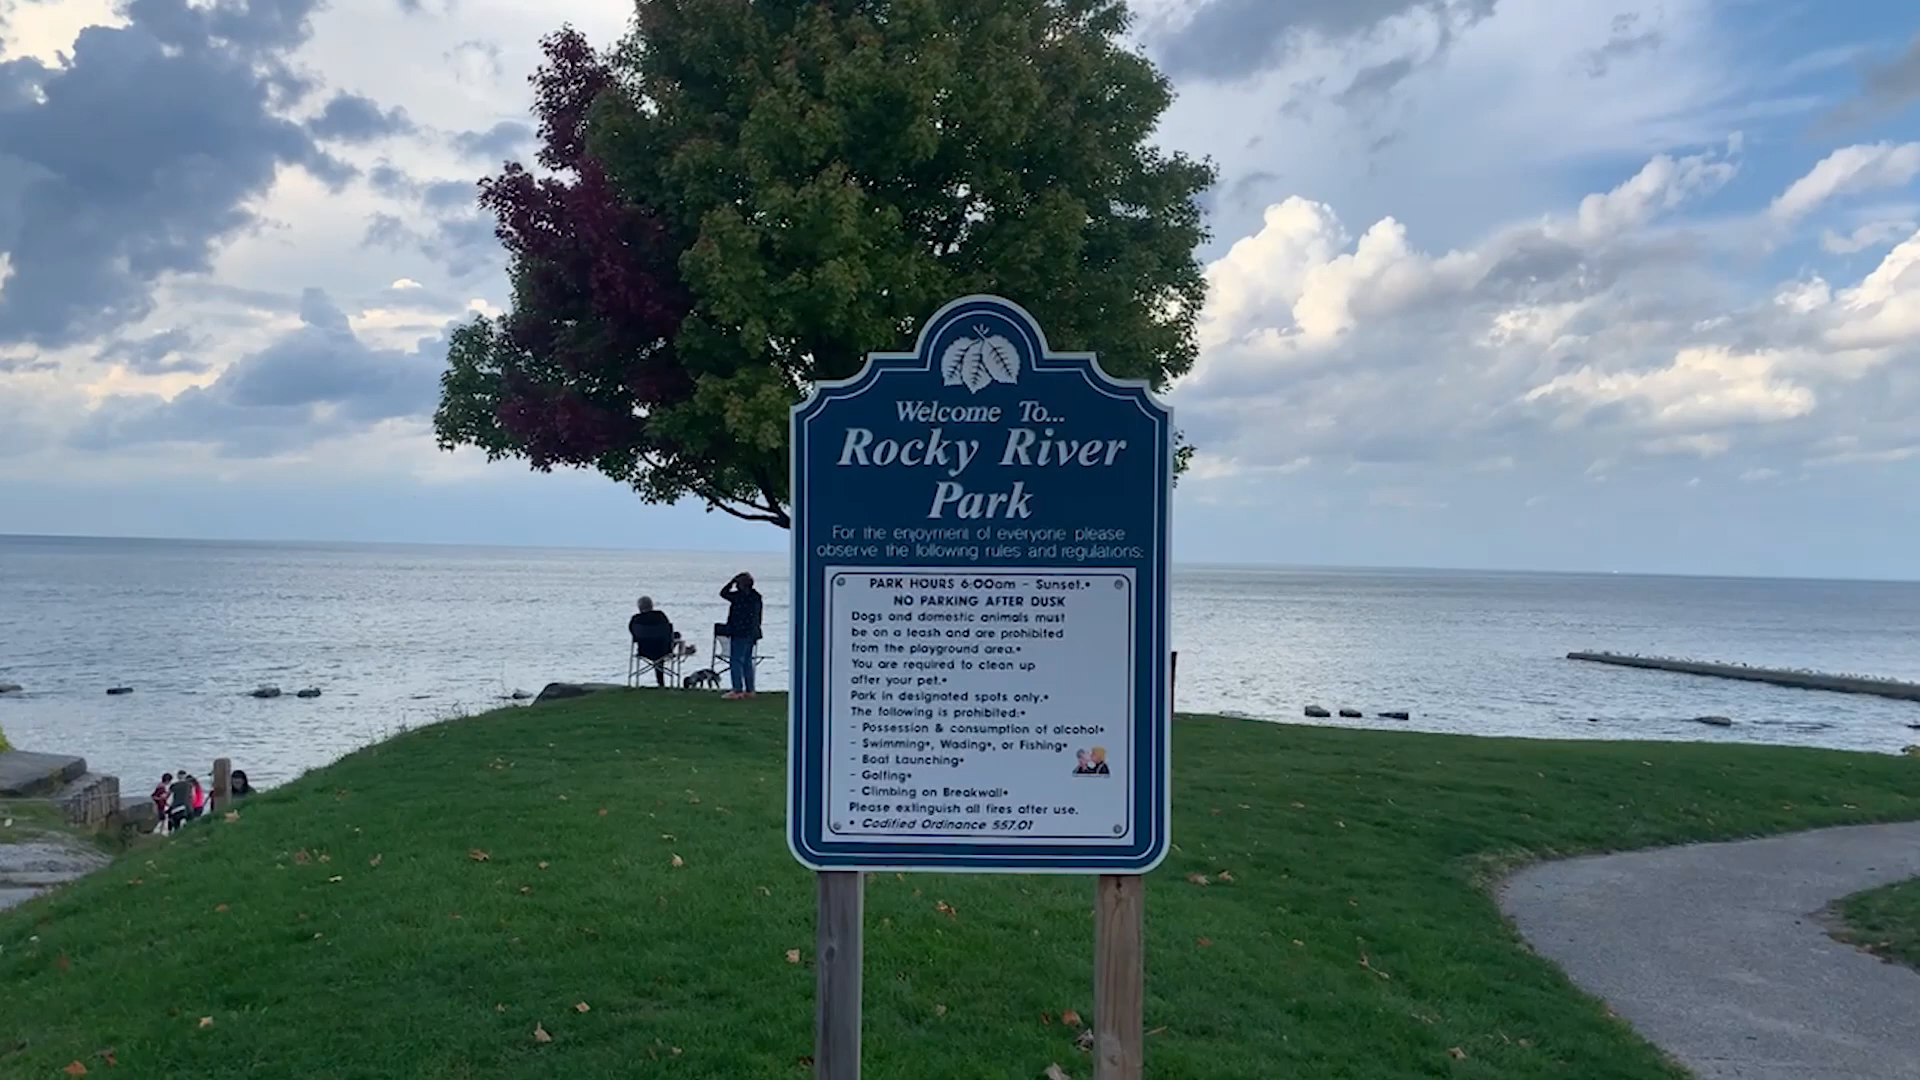 Welcome To...
Rocky River
Park
For the enjoyment of everyone please
observe the following rules and regulations:
PARK HOURS 6:00am - Sunset.*
NO PARKING AFTER DUSK
Dogs and domestic animals must
be on a leash and are prohibited
from the playground area.*
You are required to clean up
after your pet.*
Park in designated spots only.*
The following is prohibited:*
- Possession & consumption of alcohol*
- Swimming*, Wading*, or Fishing*
- Boat Launching*
- Golfing*
- Climbing on Breakwall*
Please extinguish all fires after use.
* Codified Ordinance 557.01